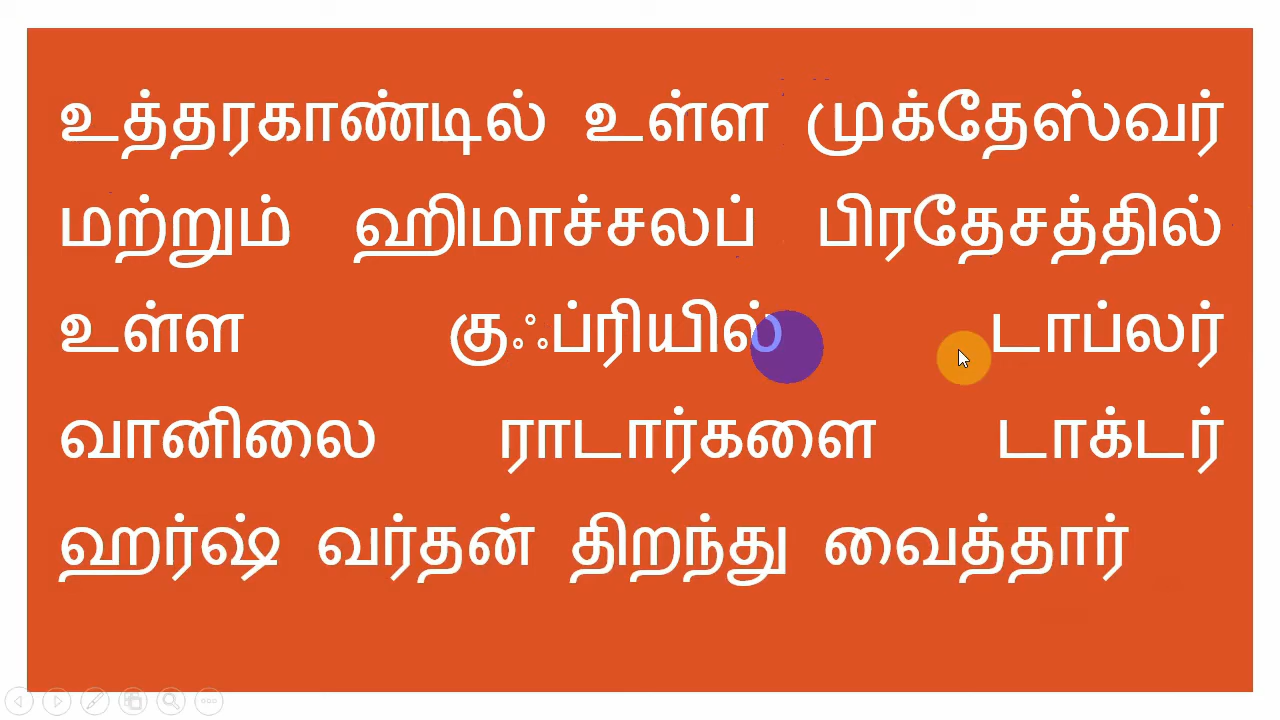 உத்தரகாண்டில் உள்ள முக்தேஸ்வர்
மற்றும் ஹிமாச்சலப் பிரதேசத்தில்
உள்ள குஃப்ரியில் டாப்லர்
வானிலை ராடார்களை டாக்டர்
ஹர்ஷ் வர்தன் திறந்து வைத்தார்